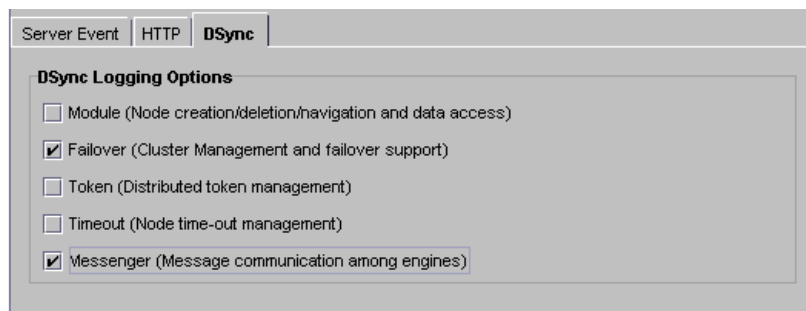 Server Event HTTP DSync
DSync Logging Options
Module (Node creation/deletion/navigation and data access)
Failover (Cluster Management and failover support)
Token (Distributed token management)
Timeout (Node time-out management)
Messenger (Message communication among engines)